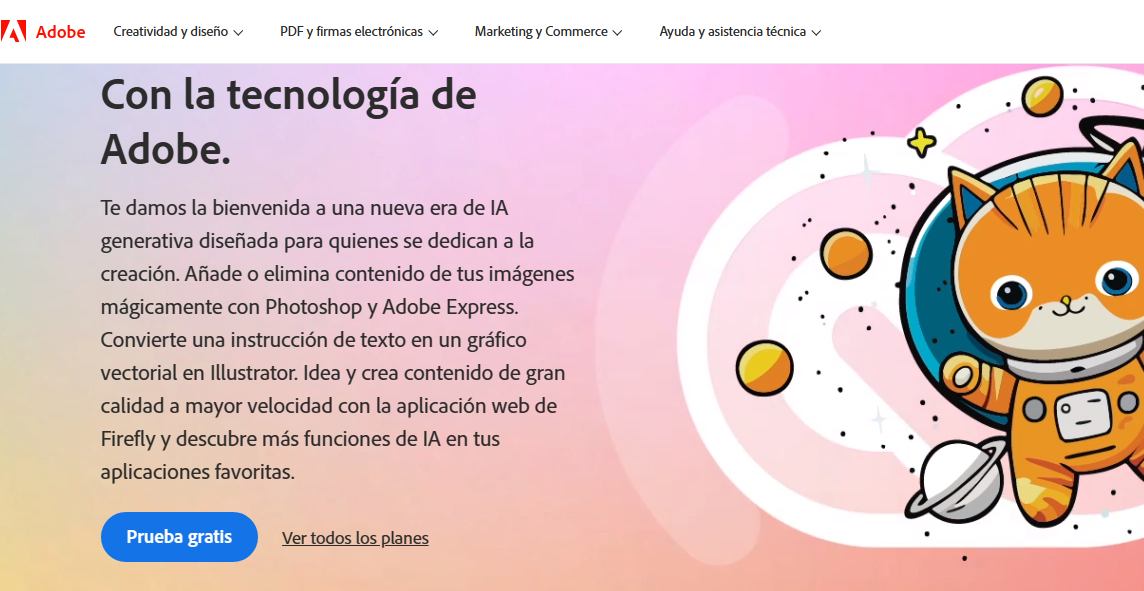 Adobe
Creatividad y diseño
PDF y firmas electrónicas
Marketing y Commerce
Ayuda y asistencia técnica
Con la tecnología de
Adobe.
Te damos la bienvenida a una nueva era de IA
generativa diseñada para quienes se dedican a la
creación. Añade o elimina contenido de tus imágenes
mágicamente con Photoshop y Adobe Express.
Convierte una instrucción de texto en un gráfico
vectorial en Illustrator. Idea y crea contenido de gran
calidad a mayor velocidad con la aplicación web de
Firefly y descubre más funciones de IA en tus
aplicaciones favoritas.
Prueba gratis
Ver todos los planes